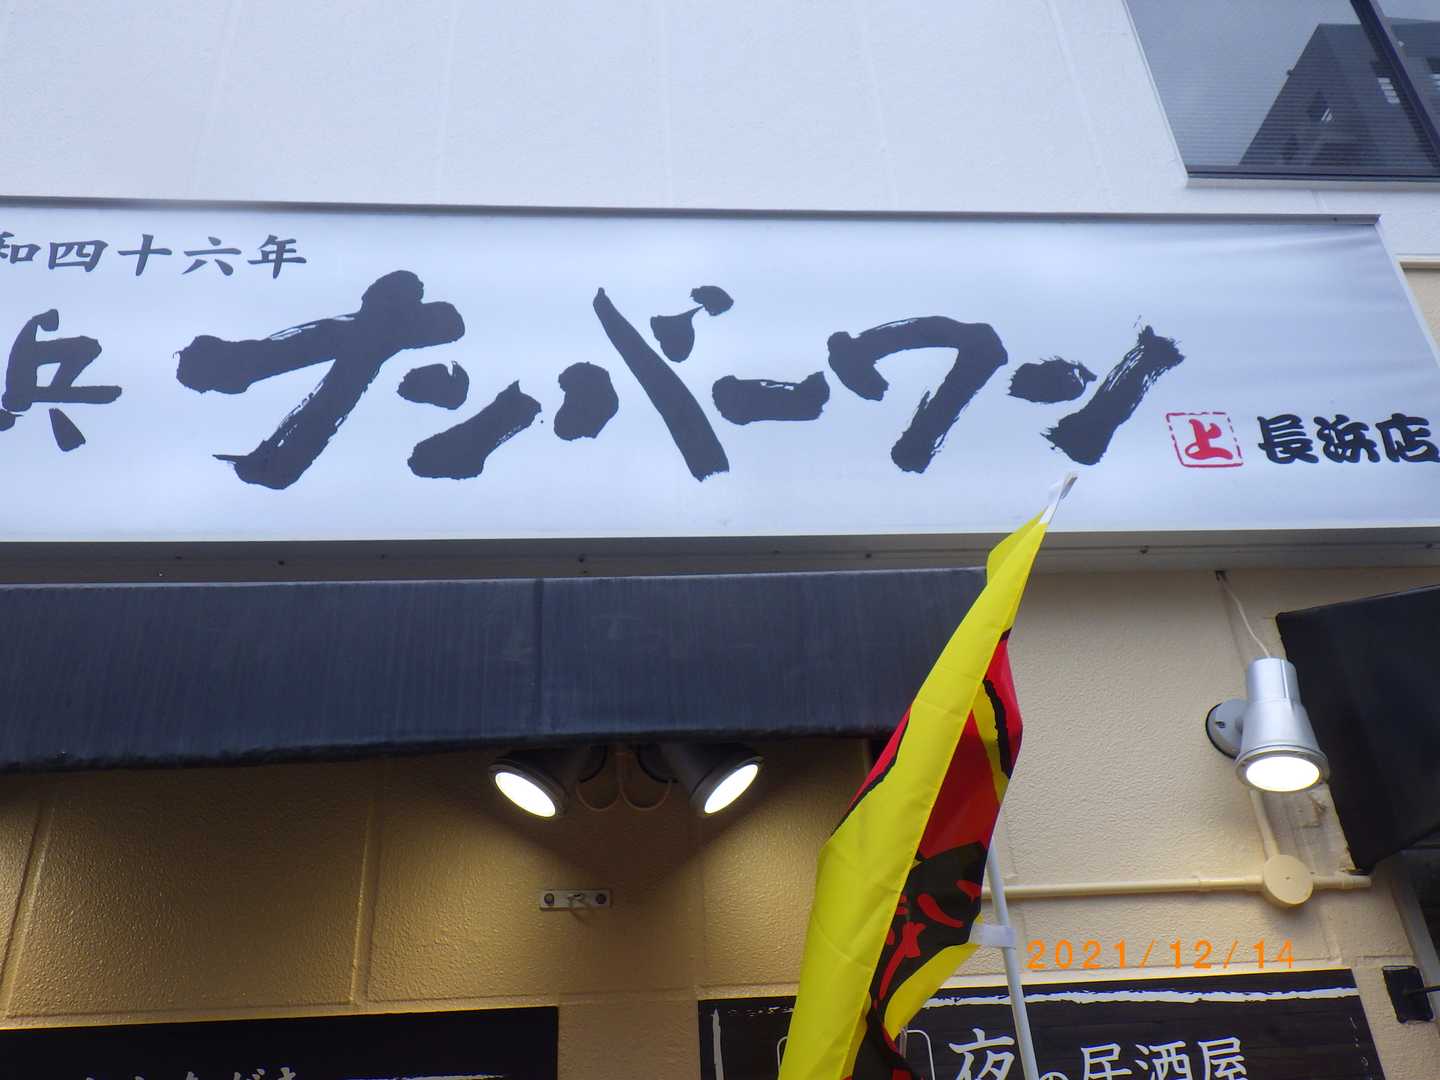 和四十六年
浜ナンバーワン
上 長浜店
2021/12/14
夜の居酒屋